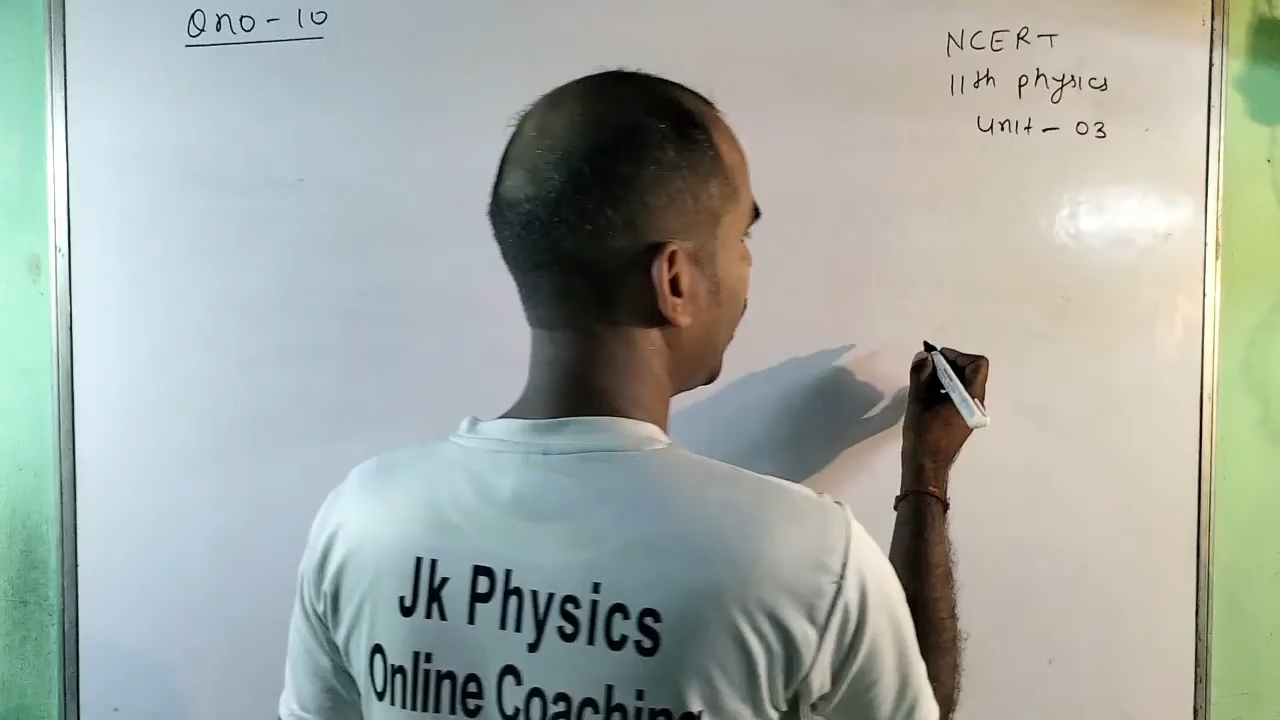 Qno - 10
NCERT
11th physics
unit - 03
Jk Physics
Online Coaching